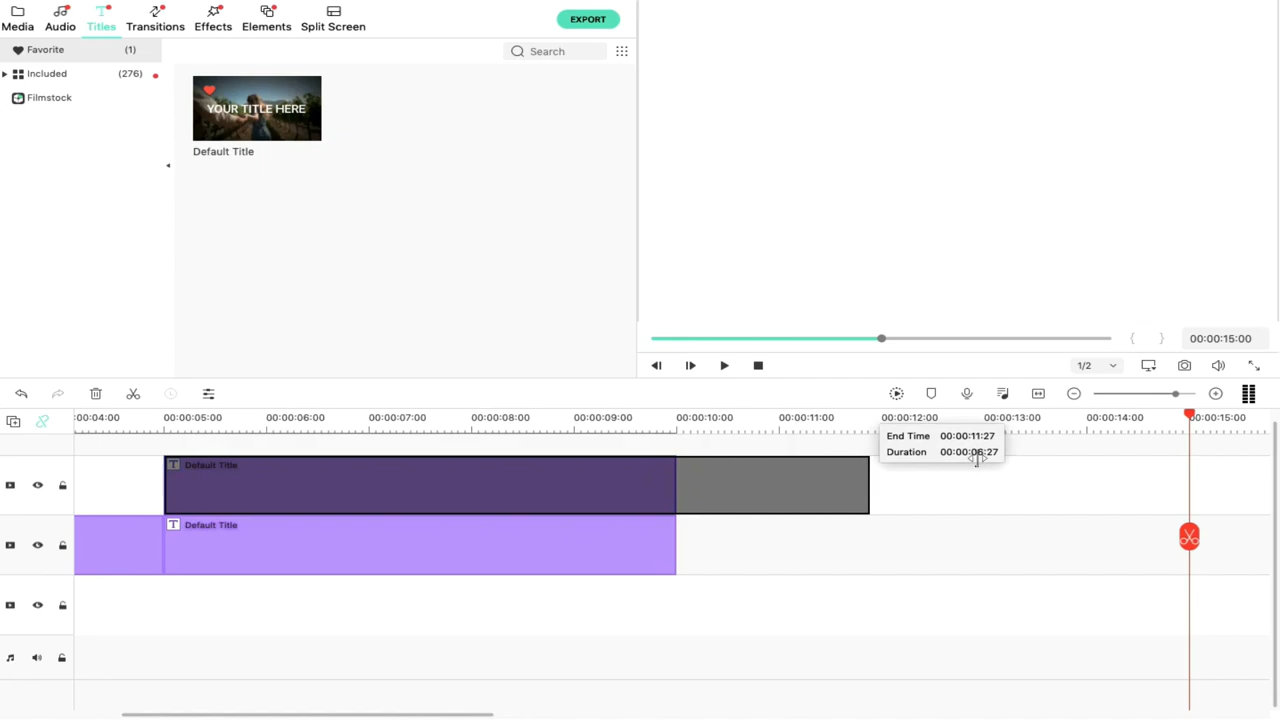 Media Audio Titles Transitions Effects Elements Split Screen EXPORT
Favorite (1) Search
Included (276)
Filmstock
YOUR TITLE HERE
Default Title
00:00:15:00
1/2
:00:04:00 00:00:05:00 00:00:06:00 00:00:07:00 00:00:08:00 00:00:09:00 00:00:10:00 00:00:11:00 00:00:12:00 00:00:13:00 00:00:14:00 00:00:15:00
End Time 00:00:11:27
Duration 00:00:06:27
T Default Title
T Default Title